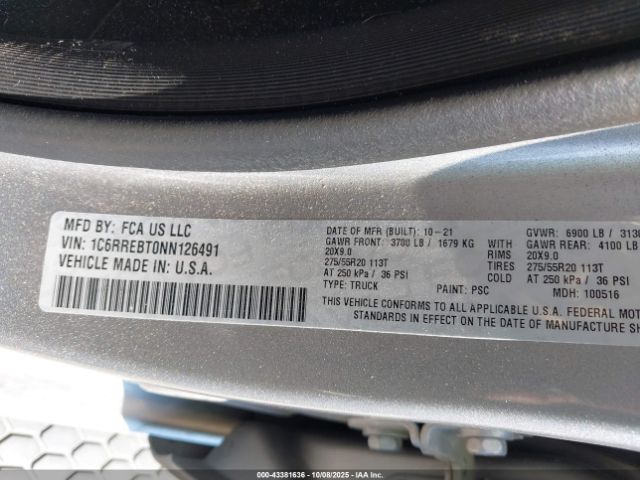 MFD BY: FCA US LLC
VIN: 1C6RREBT0NN126491
VEHICLE MADE IN: U.S.A.
DATE OF MFR (BUILT): 10-21
GAWR FRONT: 3700 LB / 1679 KG
20X9.0
275/55R20 113T
AT 250 kPa / 36 PSI
TYPE: TRUCK PAINT: PSC
WITH
RIMS
TIRES
COLD
GVWR: 6900 LB / 3130
GAWR REAR: 4100 LB
20X9.0
275/55R20 113T
AT 250 kPa / 36 PSI
MDH: 100516
THIS VEHICLE CONFORMS TO ALL APPLICABLE U.S.A. FEDERAL MOT
STANDARDS IN EFFECT ON THE DATE OF MANUFACTURE SH
000-43381636 - 10/08/2025 - Copyright © IAA, LLC